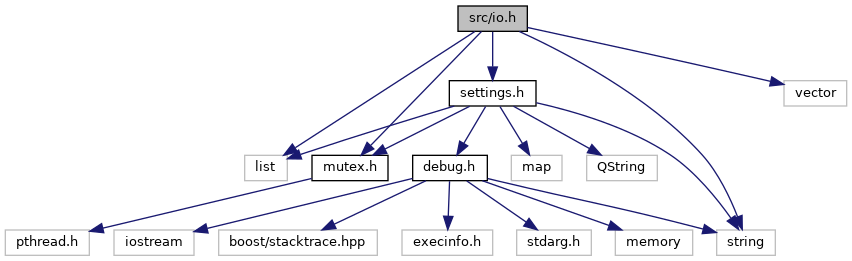 src/io.h
settings.h
vector
list
mutex.h
debug.h
map
QString
pthread.h
iostream
boost/stacktrace.hpp
execinfo.h
stdarg.h
memory
string